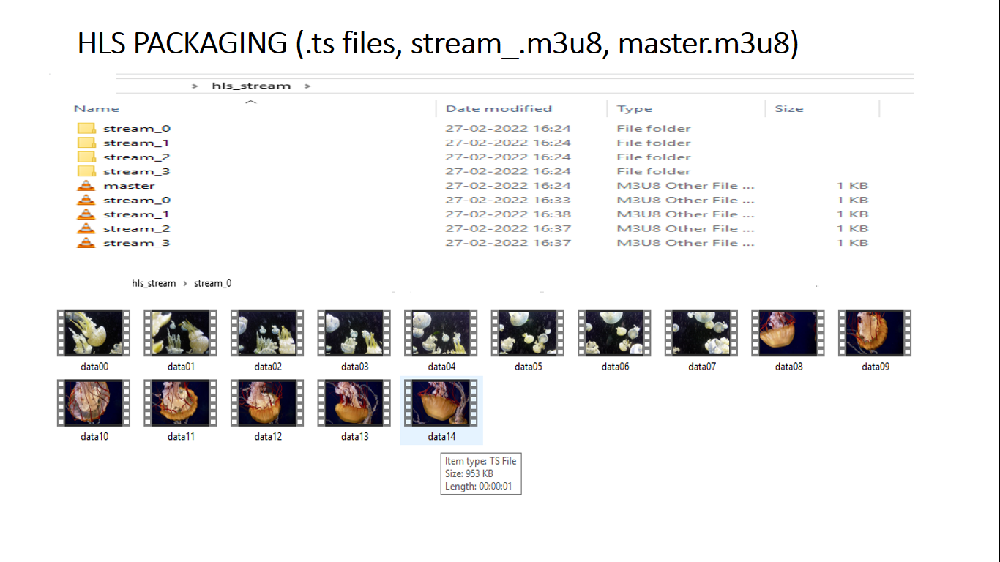 HLS PACKAGING (.ts files, stream_.m3u8, master.m3u8)
> hls_stream >
Name Date modified Type Size
stream_0 27-02-2022 16:24 File folder
stream_1 27-02-2022 16:24 File folder
stream_2 27-02-2022 16:24 File folder
stream_3 27-02-2022 16:24 File folder
master 27-02-2022 16:24 M3U8 Other File ... 1 KB
stream_0 27-02-2022 16:33 M3U8 Other File ... 1 KB
stream_1 27-02-2022 16:38 M3U8 Other File ... 1 KB
stream_2 27-02-2022 16:37 M3U8 Other File ... 1 KB
stream_3 27-02-2022 16:37 M3U8 Other File ... 1 KB
hls_stream > stream_0
data00 data01 data02 data03 data04 data05 data06 data07 data08 data09
data10 data11 data12 data13 data14
Item type: TS File
Size: 953 KB
Length: 00:00:01